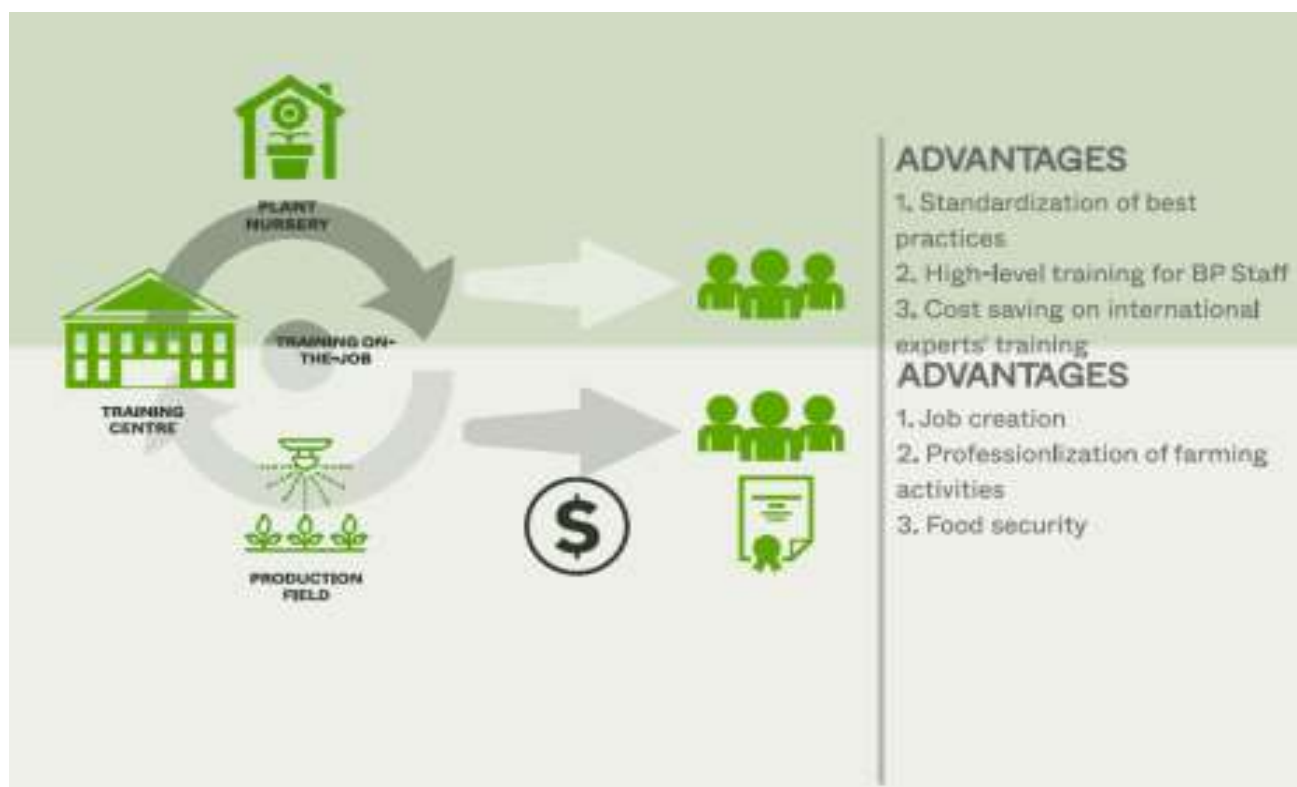 PLANT
NURSERY
TRAINING ON-
THE-JOB
TRAINING
CENTRE
$
PRODUCTION
FIELD
ADVANTAGES
1. Standardization of best
practices
2. High-level training for BP Staff
3. Cost saving on international
experts' training
ADVANTAGES
1. Job creation
2. Professionlization of farming
activities
3. Food security